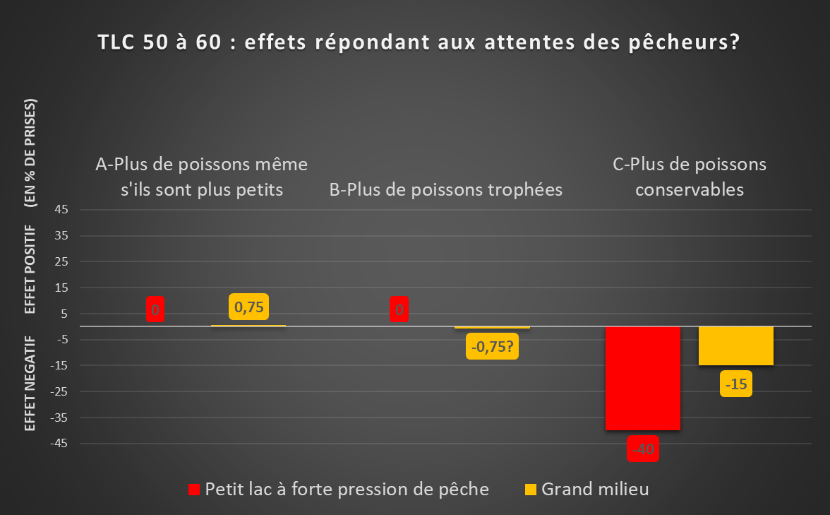 TLC 50 à 60 : effets répondant aux attentes des pêcheurs?
EFFET NEGATIF EFFET POSITIF (EN % DE PRISES)
A-Plus de poissons même
s'ils sont plus petits
B-Plus de poissons trophées
C-Plus de poissons
conservables
45
35
25
15
5
-5
-15
-25
-35
-45
0
0,75
0
-0,75?
-40
-15
Petit lac à forte pression de pêche
Grand milieu